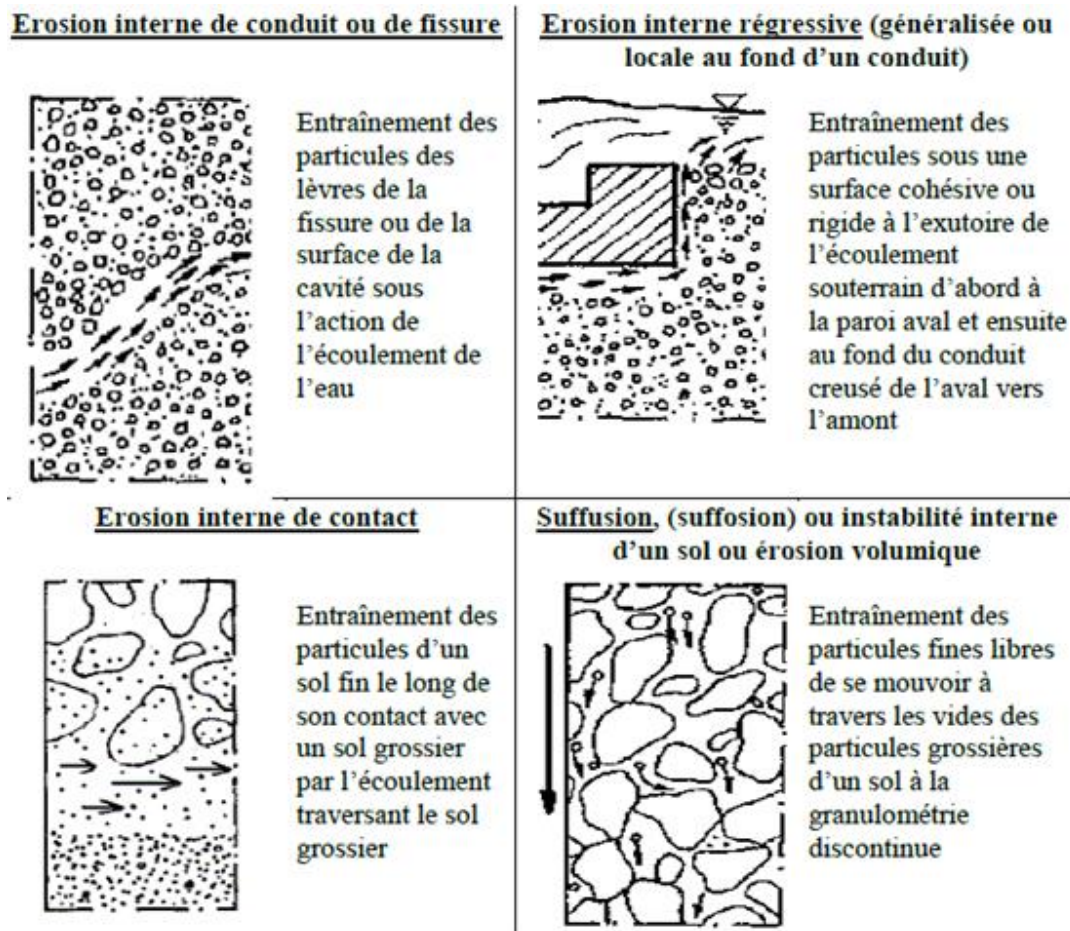 Erosion interne de conduit ou de fissure
Entraînement des
particules des
lèvres de la
fissure ou de la
surface de la
cavité sous
l’action de
l’écoulement de
l’eau
Erosion interne régressive (généralisée ou
locale au fond d’un conduit)
Entraînement des
particules sous une
surface cohésive ou
rigide à l’exutoire de
l’écoulement
souterrain d’abord à
la paroi aval et ensuite
au fond du conduit
creusé de l’aval vers
l’amont
Erosion interne de contact
Entraînement des
particules d’un
sol fin le long de
son contact avec
un sol grossier
par l’écoulement
traversant le sol
grossier
Suffusion, (suffosion) ou instabilité interne
d’un sol ou érosion volumique
Entraînement des
particules fines libres
de se mouvoir à
travers les vides des
particules grossières
d’un sol à la
granulométrie
discontinue